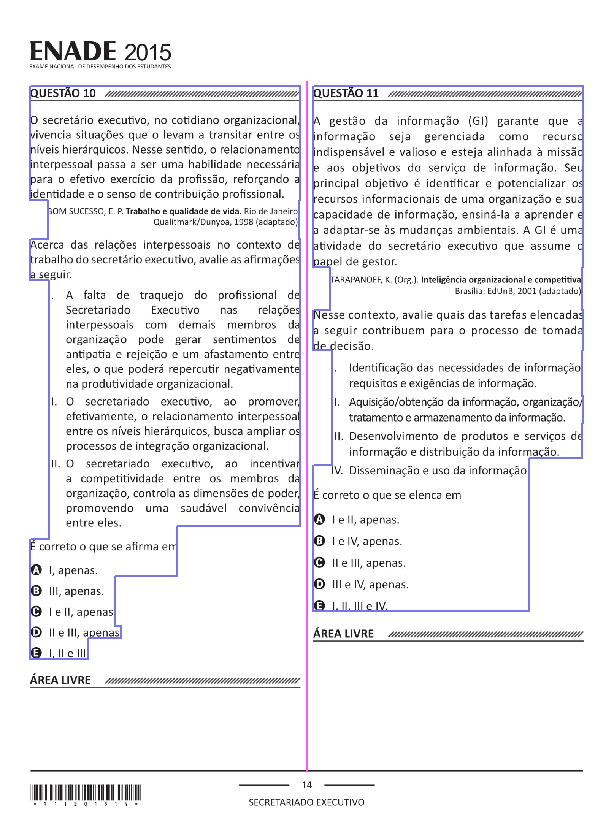 ENADE 2015
EXAME NACIONAL DE DESEMPENHO DOS ESTUDANTES
QUESTÃO 10
O secretário executivo, no cotidiano organizacional,
vivencia situações que o levam a transitar entre os
níveis hierárquicos. Nesse sentido, o relacionamento
interpessoal passa a ser uma habilidade necessária
para o efetivo exercício da profissão, reforçando a
identidade e o senso de contribuição profissional.
BOM SUCESSO, E. P. Trabalho e qualidade de vida. Rio de Janeiro:
Qualitmark/Dunyoa, 1998 (adaptado).
Acerca das relações interpessoais no contexto de
trabalho do secretário executivo, avalie as afirmações
a seguir.
I. A falta de traquejo do profissional de
Secretariado Executivo nas relações
interpessoais com demais membros da
organização pode gerar sentimentos de
antipatia e rejeição e um afastamento entre
eles, o que poderá repercutir negativamente
na produtividade organizacional.
II. O secretariado executivo, ao promover,
efetivamente, o relacionamento interpessoal
entre os níveis hierárquicos, busca ampliar os
processos de integração organizacional.
III. O secretariado executivo, ao incentivar
a competitividade entre os membros da
organização, controla as dimensões de poder,
promovendo uma saudável convivência
entre eles.
É correto o que se afirma em
A I, apenas.
B III, apenas.
C I e II, apenas.
D II e III, apenas.
E I, II e III.
ÁREA LIVRE
QUESTÃO 11
A gestão da informação (GI) garante que a
informação seja gerenciada como recurso
indispensável e valioso e esteja alinhada à missão
e aos objetivos do serviço de informação. Seu
principal objetivo é identificar e potencializar os
recursos informacionais de uma organização e sua
capacidade de informação, ensiná-la a aprender e
a adaptar-se às mudanças ambientais. A GI é uma
atividade do secretário executivo que assume o
papel de gestor.
TARAPANOFF, K. (Org.). Inteligência organizacional e competitiva.
Brasília: EdUnB, 2001 (adaptado).
Nesse contexto, avalie quais das tarefas elencadas
a seguir contribuem para o processo de tomada
de decisão.
I. Identificação das necessidades de informação/
requisitos e exigências de informação.
II. Aquisição/obtenção da informação, organização/
tratamento e armazenamento da informação.
III. Desenvolvimento de produtos e serviços de
informação e distribuição da informação.
IV. Disseminação e uso da informação.
É correto o que se elenca em
A I e II, apenas.
B I e IV, apenas.
C II e III, apenas.
D III e IV, apenas.
E I, II, III e IV.
ÁREA LIVRE
14
SECRETARIADO EXECUTIVO